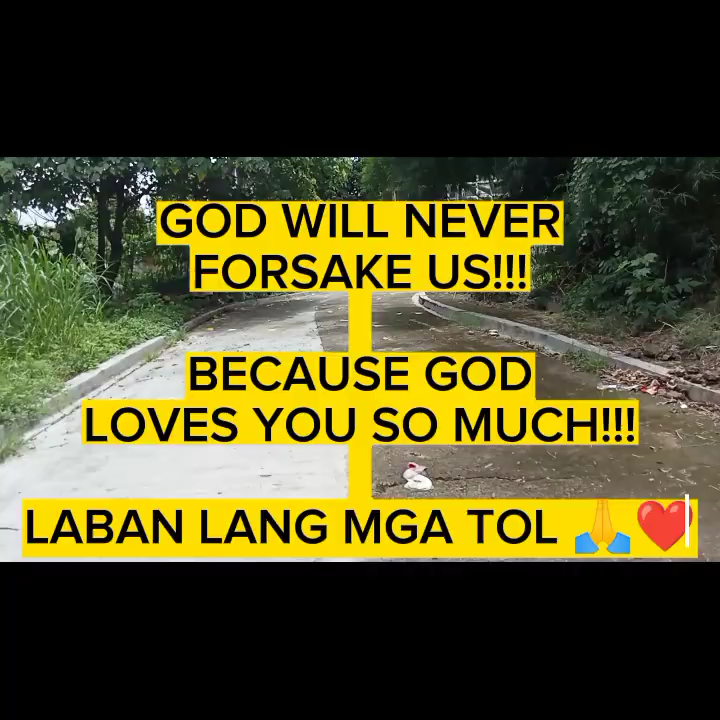 GOD WILL NEVER
FORSAKE US!!!
BECAUSE GOD
LOVES YOU SO MUCH!!!
LABAN LANG MGA TOL 🙏❤️